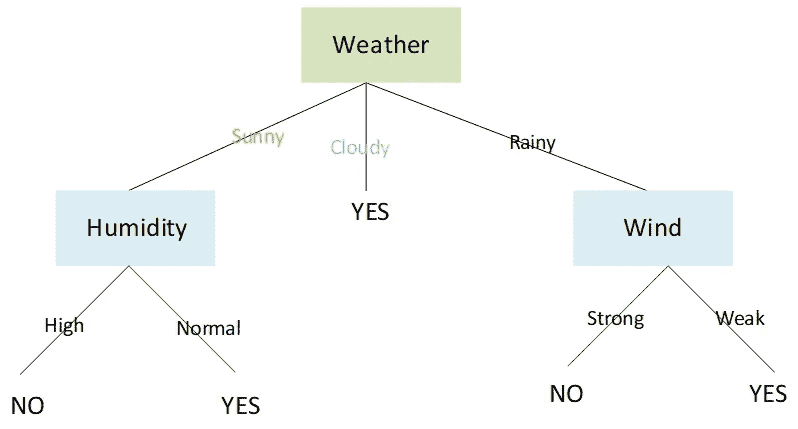 Weather
Sunny
Cloudy
Rainy
Humidity
YES
Wind
High
Normal
Strong
Weak
NO
YES
NO
YES